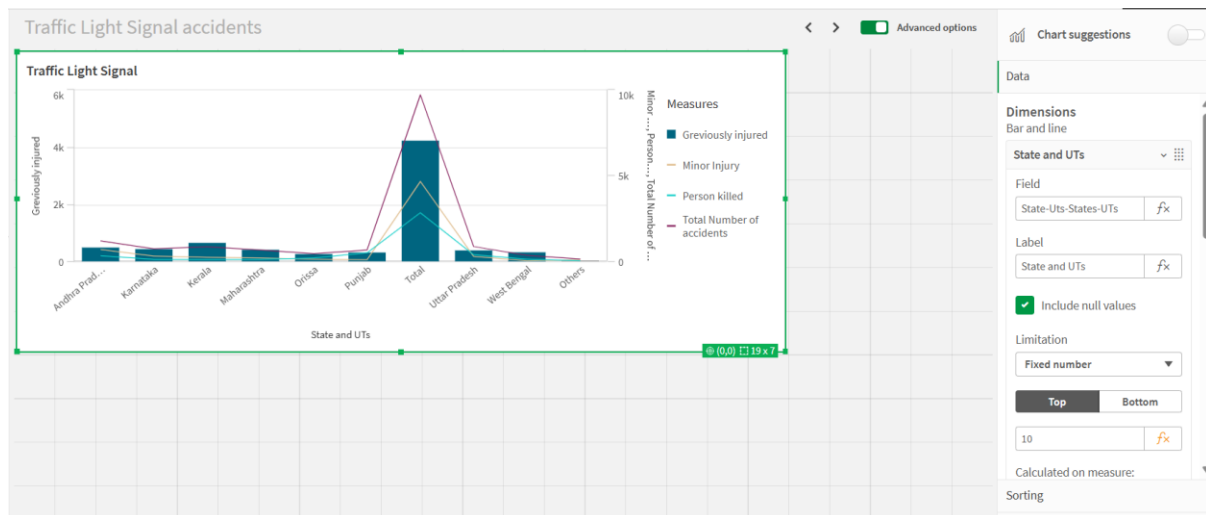 Traffic Light Signal accidents
Advanced options
Traffic Light Signal
6k
4k
2k
0
Greviously injured
10k
5k
0
Minor ..., Person..., Total Number of ...
Andhra Prad...
Karnataka
Kerala
Maharashtra
Orissa
Punjab
Total
Uttar Pradesh
West Bengal
Others
State and UTs
Measures
Greviously injured
Minor Injury
Person killed
Total Number of
accidents
(0,0) 19 x 7
Chart suggestions
Data
Dimensions
Bar and line
State and UTs
Field
State-Uts-States-UTs
fx
Label
State and UTs
fx
Include null values
Limitation
Fixed number
Top
Bottom
10
fx
Calculated on measure:
Sorting